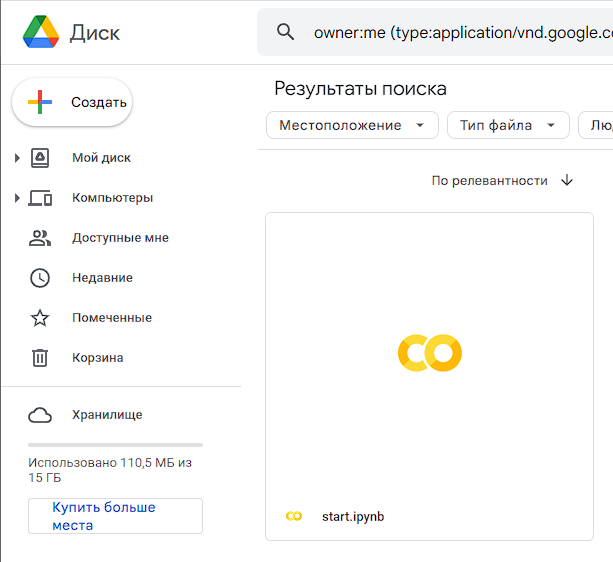 Диск
owner:me (type:application/vnd.google.co
Создать
Мой диск
Компьютеры
Доступные мне
Недавние
Помеченные
Корзина
Хранилище
Использовано 110,5 МБ из
15 ГБ
Купить больше
места
Результаты поиска
Местоположение
Тип файла
Лю
По релевантности
start.ipynb